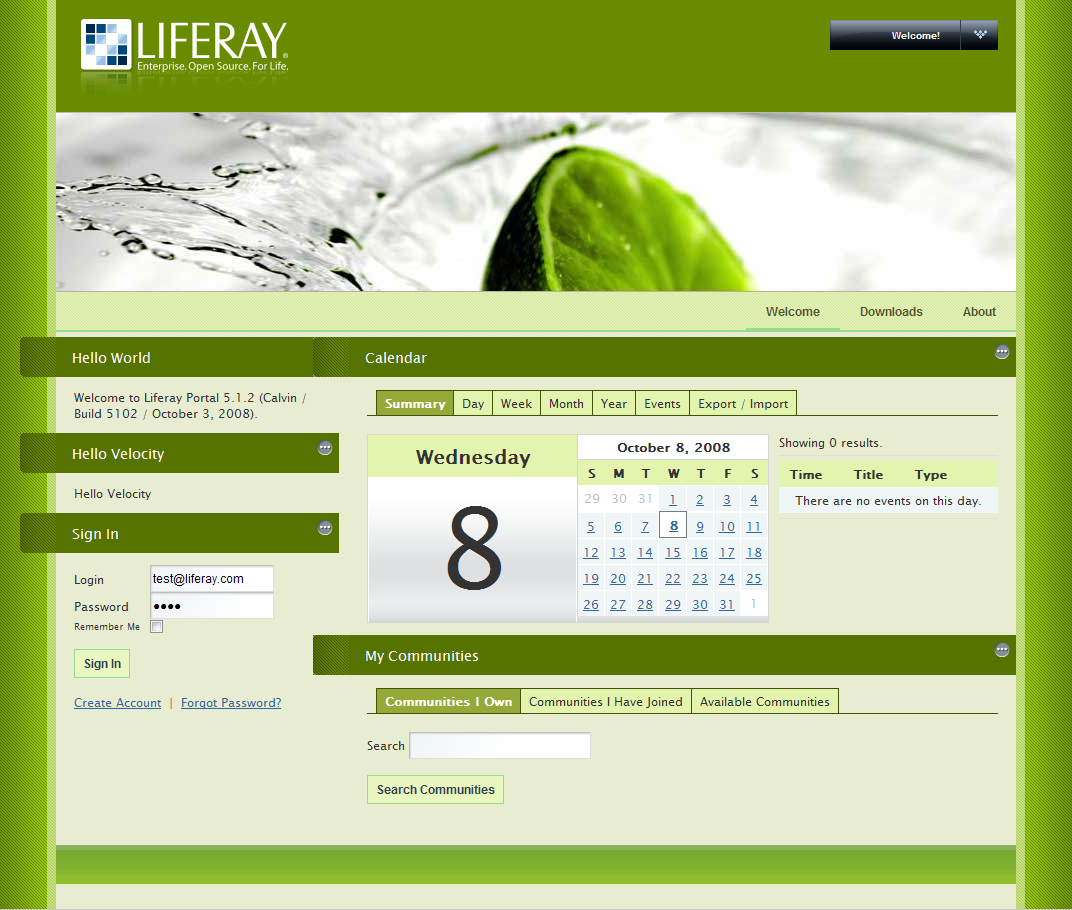 LIFERAY.
Enterprise. Open Source. For Life.
Welcome!
Welcome Downloads About
Hello World
Welcome to Liferay Portal 5.1.2 (Calvin /
Build 5102 / October 3, 2008).
Hello Velocity
Hello Velocity
Sign In
Login test@liferay.com
Password ••••
Remember Me
Sign In
Create Account | Forgot Password?
Calendar
Summary Day Week Month Year Events Export / Import
Wednesday
8
October 8, 2008
S M T W T F S
29 30 31 1 2 3 4
5 6 7 8 9 10 11
12 13 14 15 16 17 18
19 20 21 22 23 24 25
26 27 28 29 30 31 1
Showing 0 results.
Time Title Type
There are no events on this day.
My Communities
Communities I Own Communities I Have Joined Available Communities
Search
Search Communities